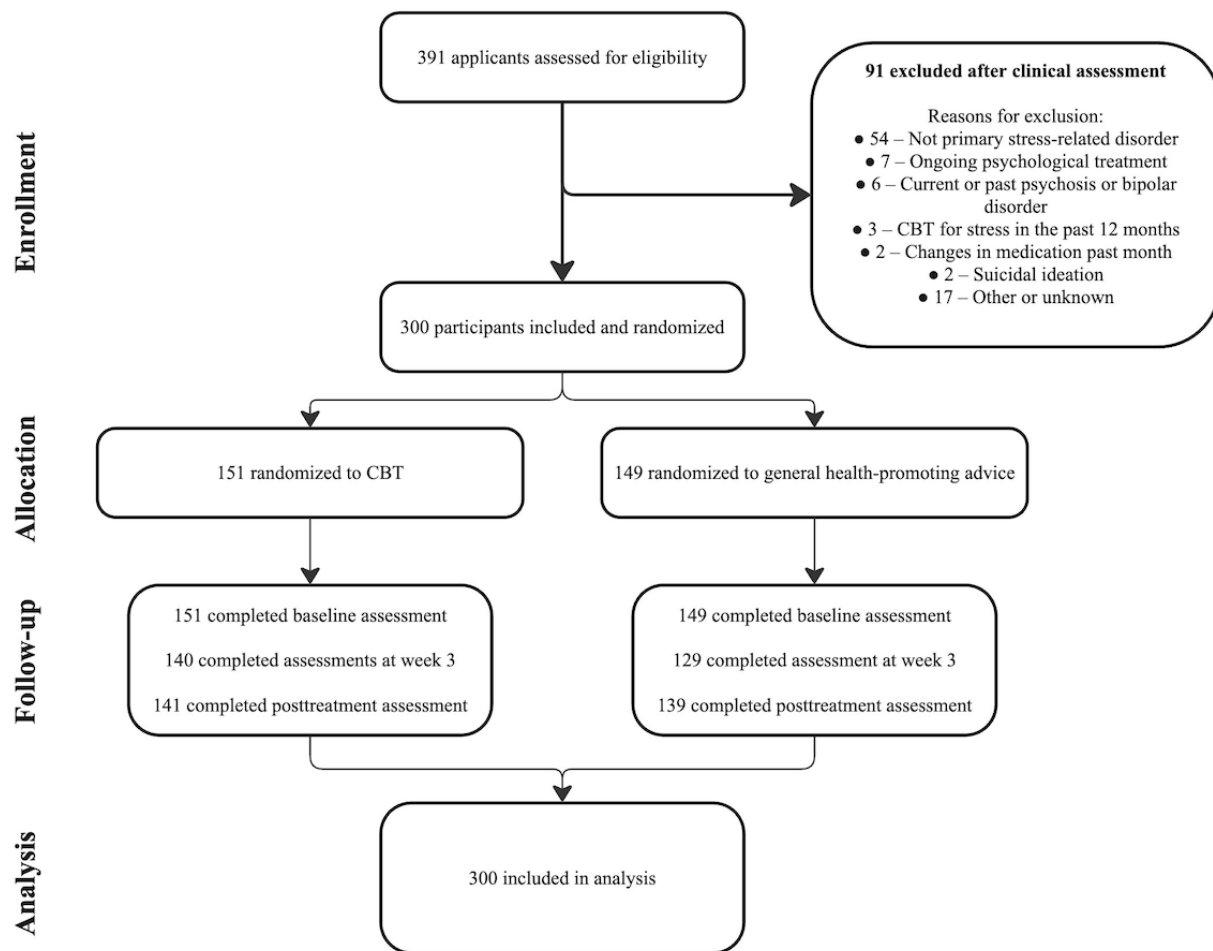 Enrollment
391 applicants assessed for eligibility
91 excluded after clinical assessment
Reasons for exclusion:
● 54 – Not primary stress-related disorder
● 7 – Ongoing psychological treatment
● 6 – Current or past psychosis or bipolar
disorder
● 3 – CBT for stress in the past 12 months
● 2 – Changes in medication past month
● 2 – Suicidal ideation
● 17 – Other or unknown
300 participants included and randomized
Allocation
151 randomized to CBT
149 randomized to general health-promoting advice
Follow-up
151 completed baseline assessment
140 completed assessments at week 3
141 completed posttreatment assessment
149 completed baseline assessment
129 completed assessment at week 3
139 completed posttreatment assessment
Analysis
300 included in analysis